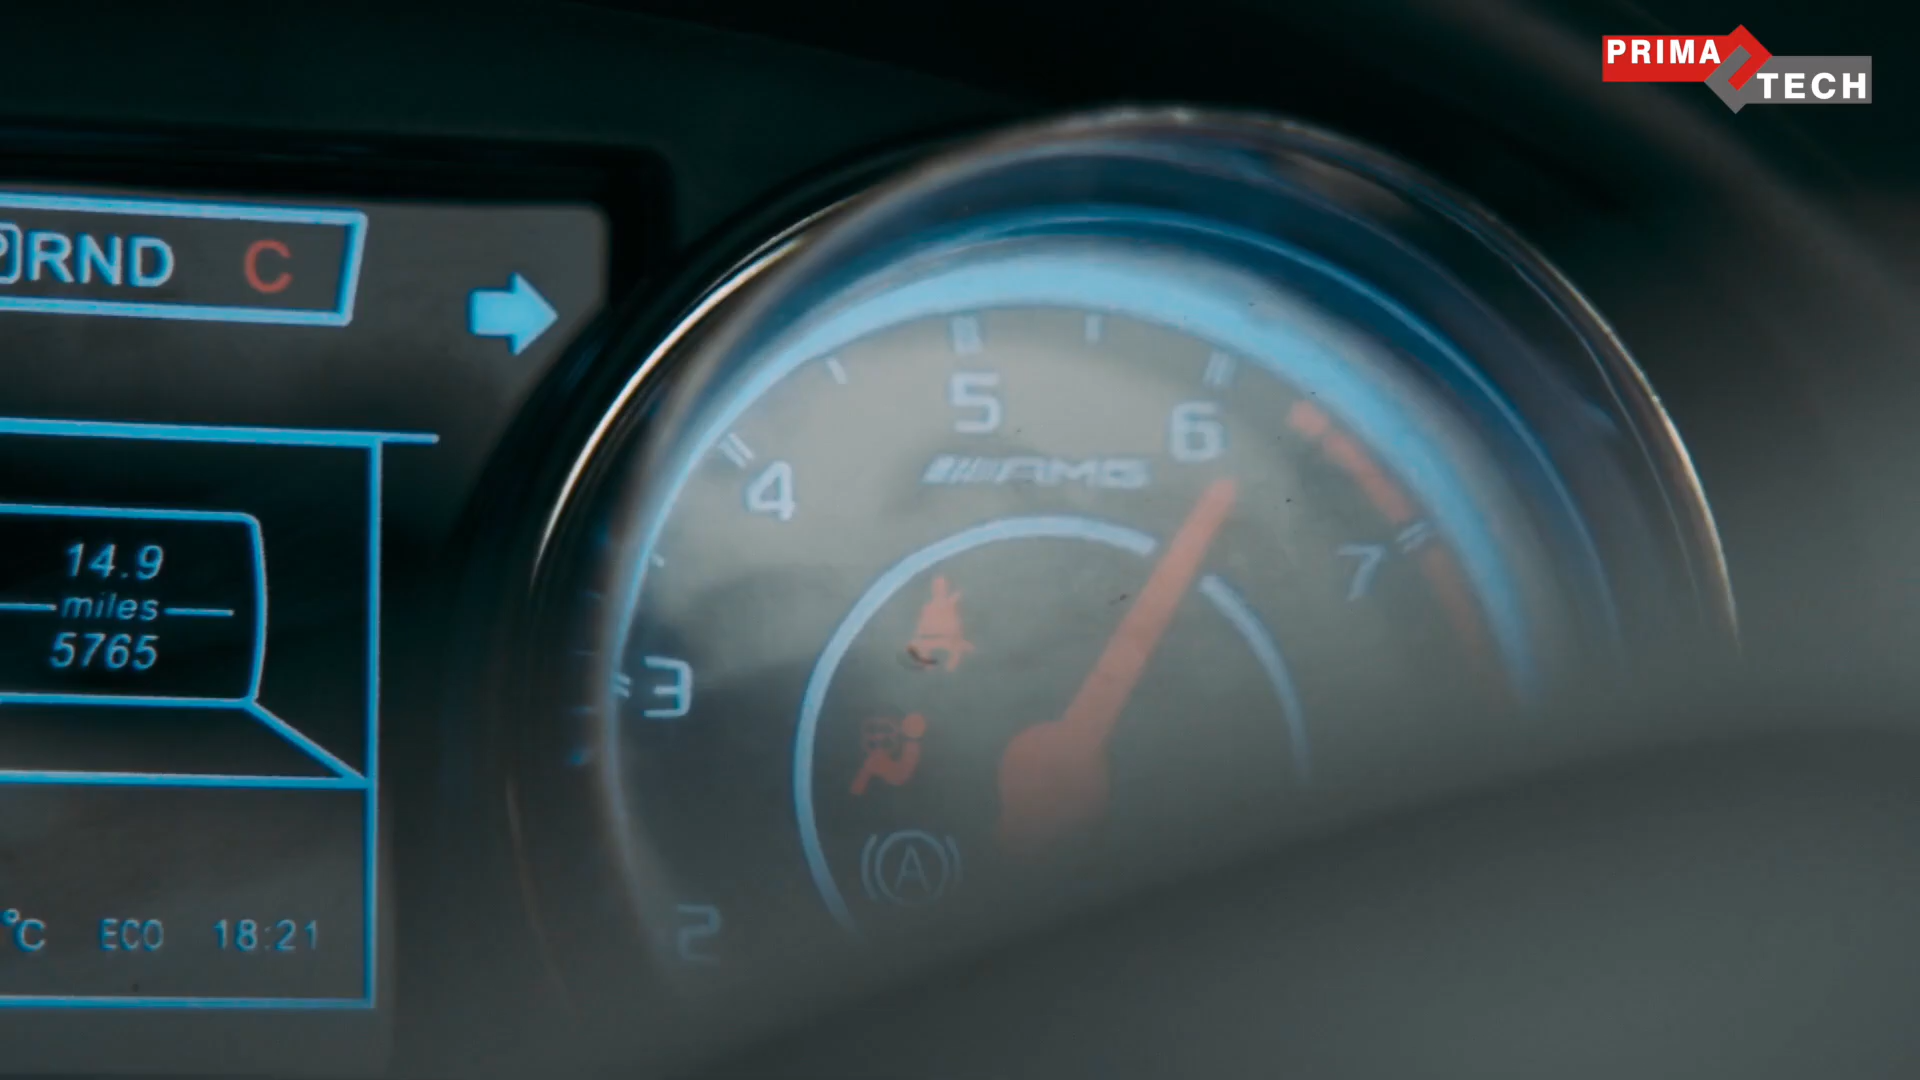 PRIMA
TECH
RND C
5
6
4
AMG
7
14.9
miles
5765
3
A
2
°C ECO 18:21